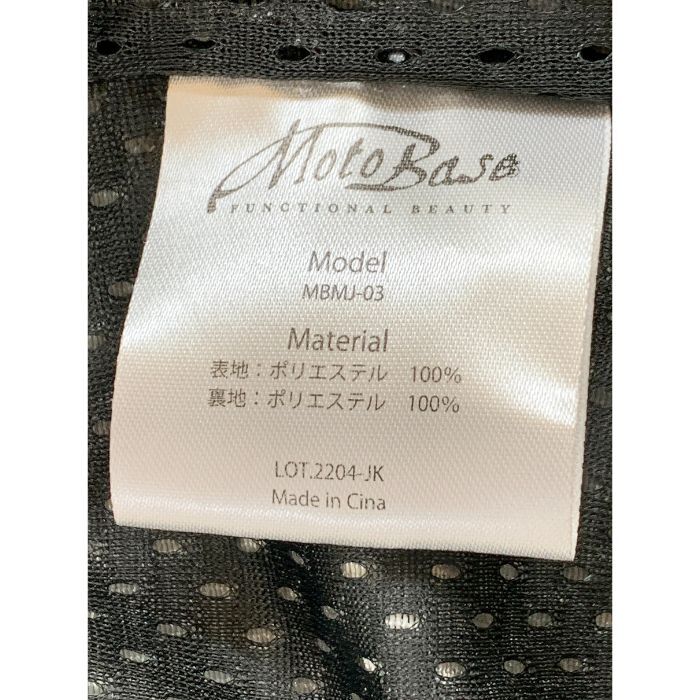 MotoBase
FUNCTIONAL BEAUTY
Model
MBMJ-03
Material
表地：ポリエステル 100%
裏地：ポリエステル 100%
LOT.2204-JK
Made in Cina